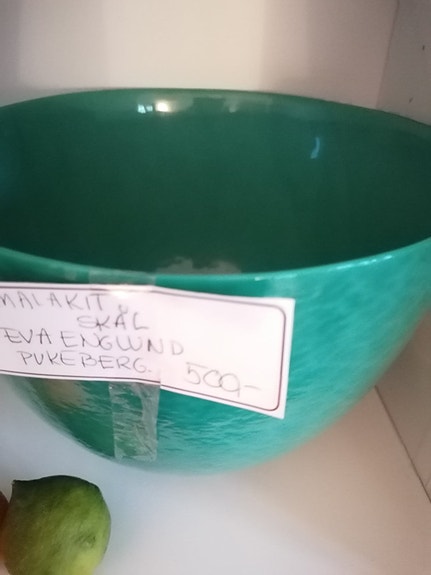 MALAKIT
SKÅL
EVA ENGLUND
PUKEBERG. 500,-